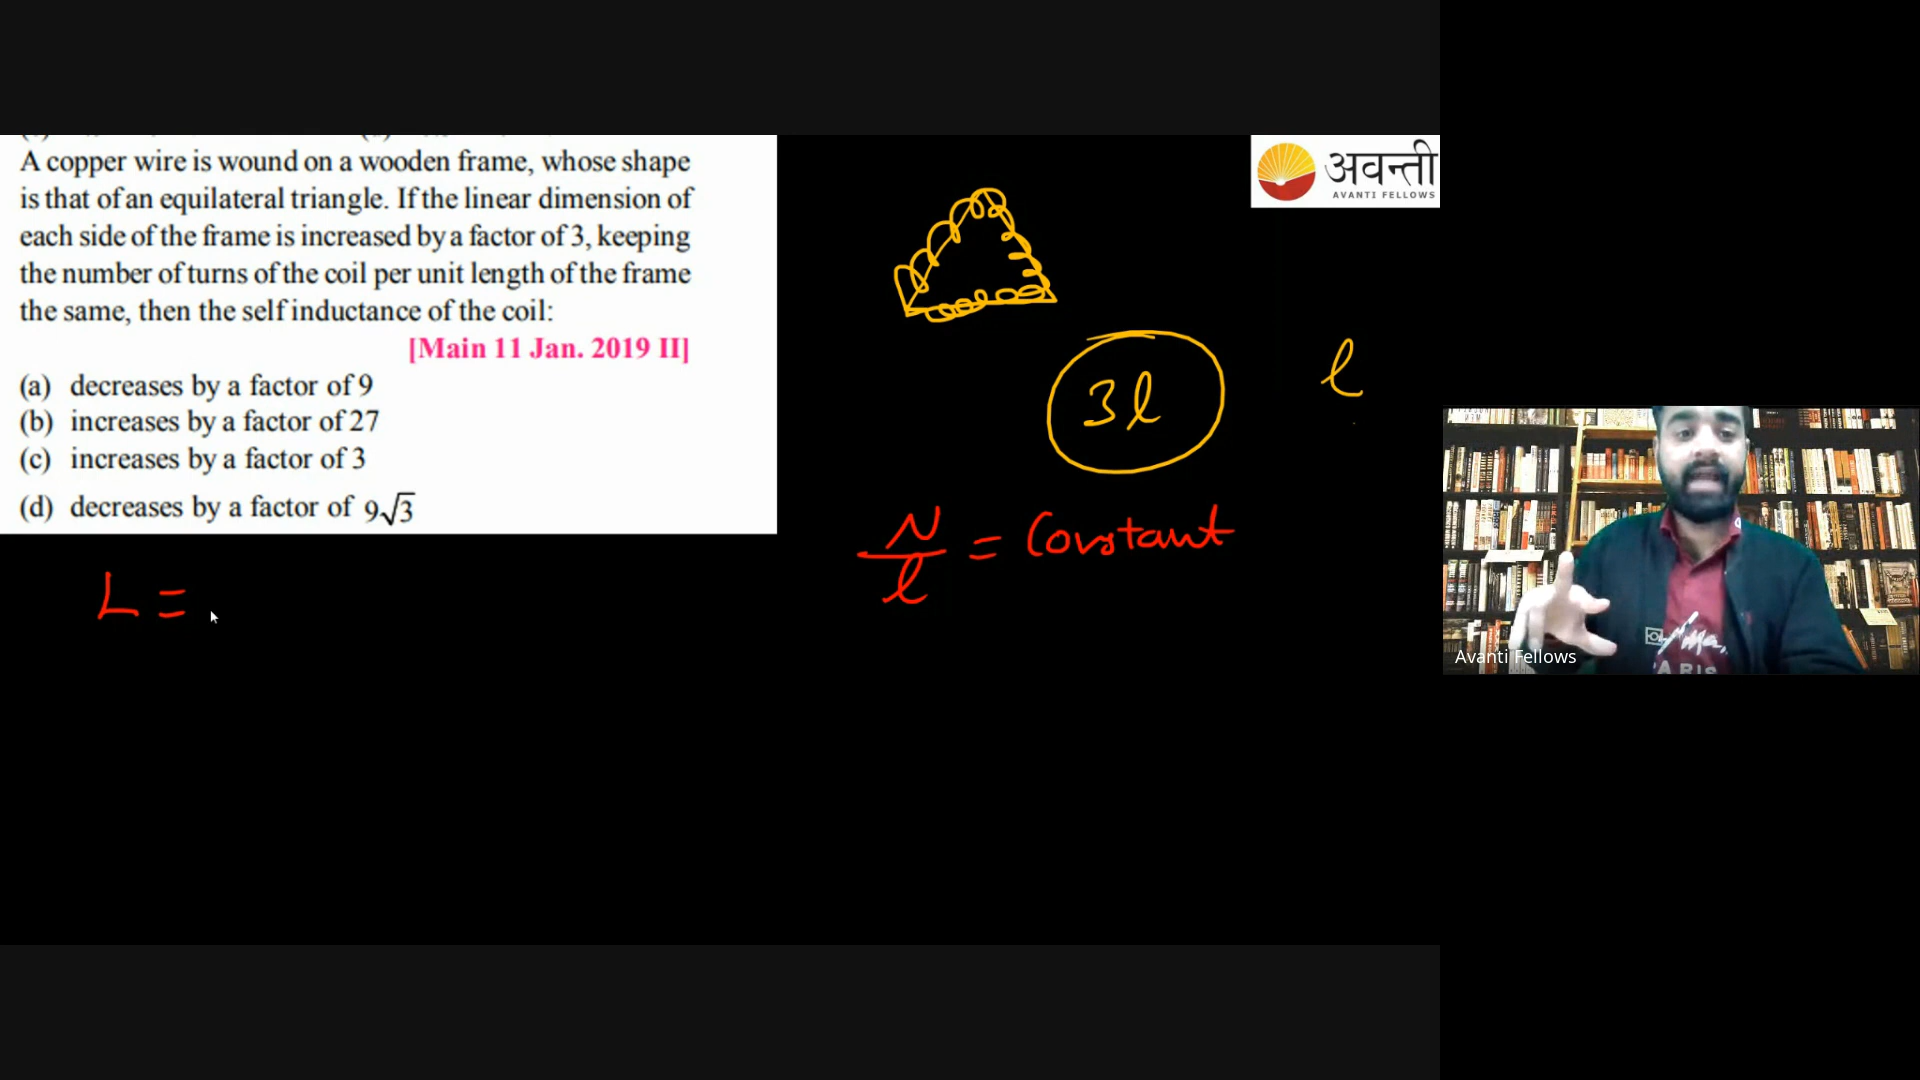 A copper wire is wound on a wooden frame, whose shape
is that of an equilateral triangle. If the linear dimension of
each side of the frame is increased by a factor of 3, keeping
the number of turns of the coil per unit length of the frame
the same, then the self inductance of the coil:
[Main 11 Jan. 2019 II]
(a) decreases by a factor of 9
(b) increases by a factor of 27
(c) increases by a factor of 3
(d) decreases by a factor of 9√3
L =
अवन्ती
AVANTI FELLOWS
3l
l
N/l = Constant
Avanti Fellows